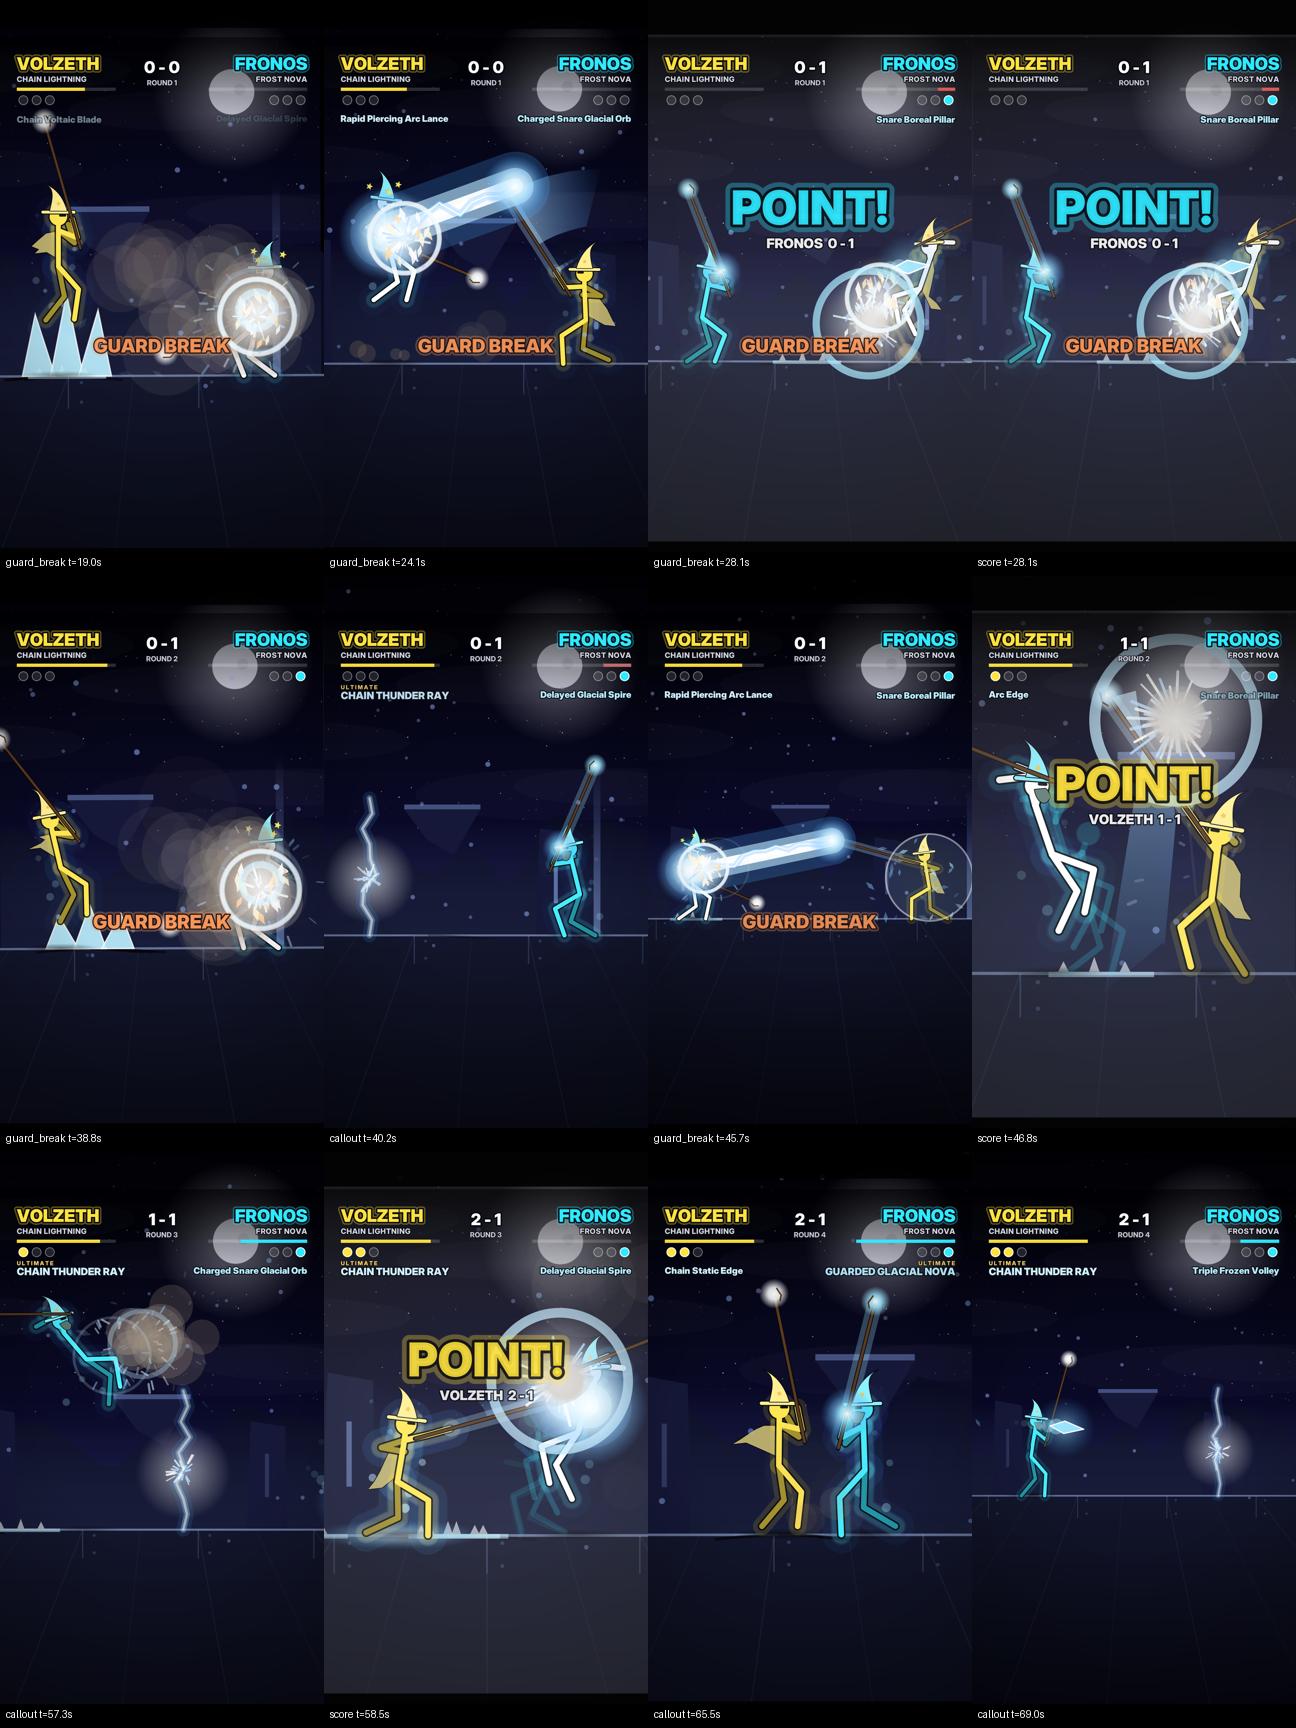 VOLZETH
CHAIN LIGHTNING
0-0
ROUND 1
FRONOS
FROST NOVA
Chain Voltaic Blade
Delayed Glacial Spire
GUARD BREAK
guard_break t=19.0s
VOLZETH
CHAIN LIGHTNING
0-0
ROUND 1
FRONOS
FROST NOVA
Rapid Piercing Arc Lance
Charged Snare Glacial Orb
GUARD BREAK
guard_break t=24.1s
VOLZETH
CHAIN LIGHTNING
0-1
ROUND 1
FRONOS
FROST NOVA
Snare Boreal Pillar
POINT!
FRONOS 0-1
GUARD BREAK
guard_break t=28.1s
VOLZETH
CHAIN LIGHTNING
0-1
ROUND 1
FRONOS
FROST NOVA
Snare Boreal Pillar
POINT!
FRONOS 0-1
GUARD BREAK
score t=28.1s
VOLZETH
CHAIN LIGHTNING
0-1
ROUND 2
FRONOS
FROST NOVA
GUARD BREAK
guard_break t=38.8s
VOLZETH
CHAIN LIGHTNING
0-1
ROUND 2
FRONOS
FROST NOVA
ULTIMATE
CHAIN THUNDER RAY
Delayed Glacial Spire
callout t=40.2s
VOLZETH
CHAIN LIGHTNING
0-1
ROUND 2
FRONOS
FROST NOVA
Rapid Piercing Arc Lance
Snare Boreal Pillar
GUARD BREAK
guard_break t=45.7s
VOLZETH
CHAIN LIGHTNING
1-1
ROUND 2
FRONOS
FROST NOVA
Arc Edge
Snare Boreal Pillar
POINT!
VOLZETH 1-1
score t=46.8s
VOLZETH
CHAIN LIGHTNING
1-1
ROUND 3
FRONOS
FROST NOVA
ULTIMATE
CHAIN THUNDER RAY
Charged Snare Glacial Orb
callout t=57.3s
VOLZETH
CHAIN LIGHTNING
2-1
ROUND 3
FRONOS
FROST NOVA
ULTIMATE
CHAIN THUNDER RAY
Delayed Glacial Spire
POINT!
VOLZETH 2-1
score t=58.5s
VOLZETH
CHAIN LIGHTNING
2-1
ROUND 4
FRONOS
FROST NOVA
Chain Static Edge
ULTIMATE
GUARDED GLACIAL NOVA
callout t=65.5s
VOLZETH
CHAIN LIGHTNING
2-1
ROUND 4
FRONOS
FROST NOVA
ULTIMATE
CHAIN THUNDER RAY
Triple Frozen Volley
callout t=69.0s